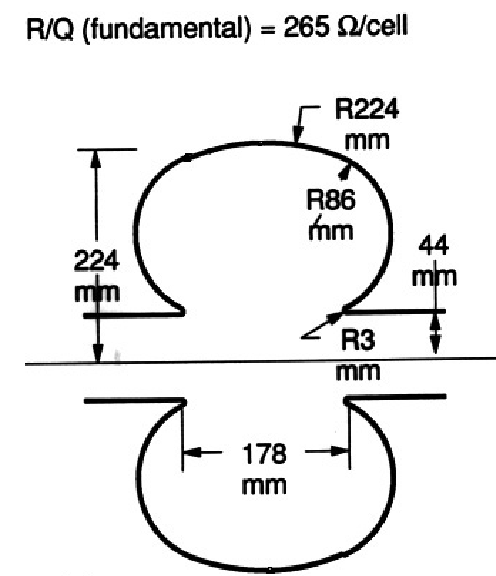 R/Q (fundamental) = 265 Ω/cell
R224
mm
R86
mm
44
mm
224
mm
R3
mm
178
mm